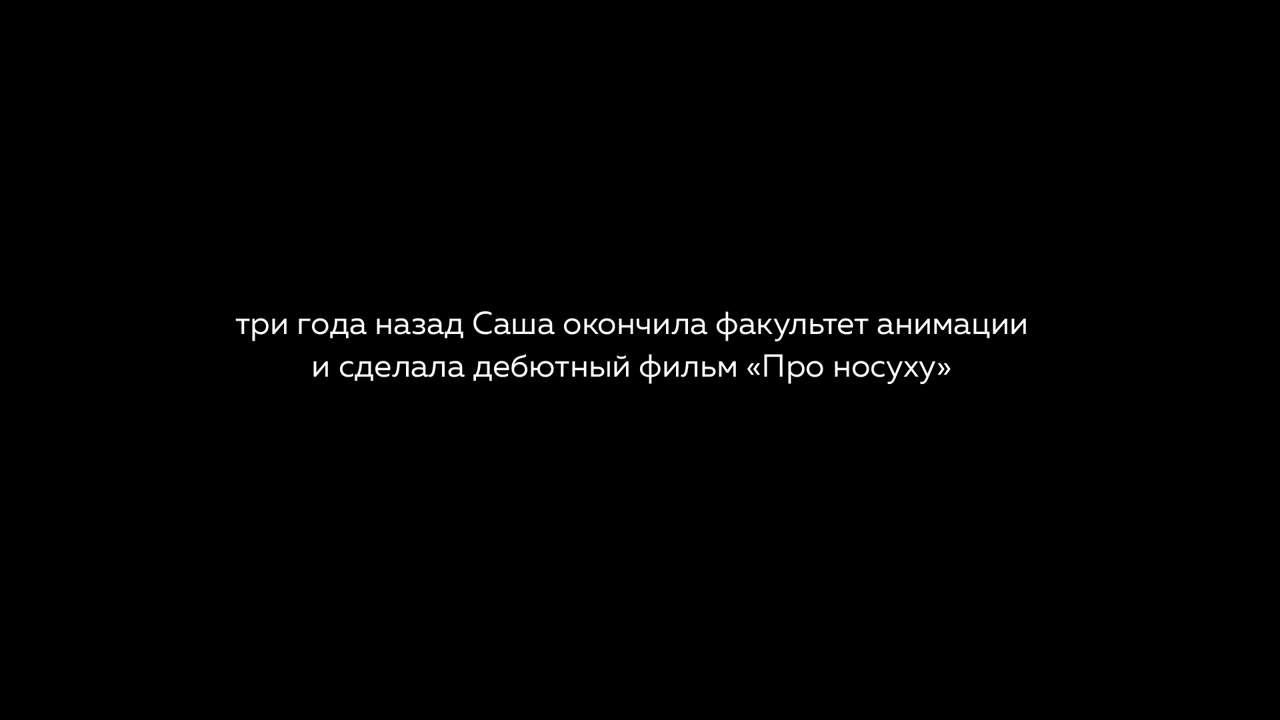 три года назад Саша окончила факультет анимации
и сделала дебютный фильм «Про носуху»